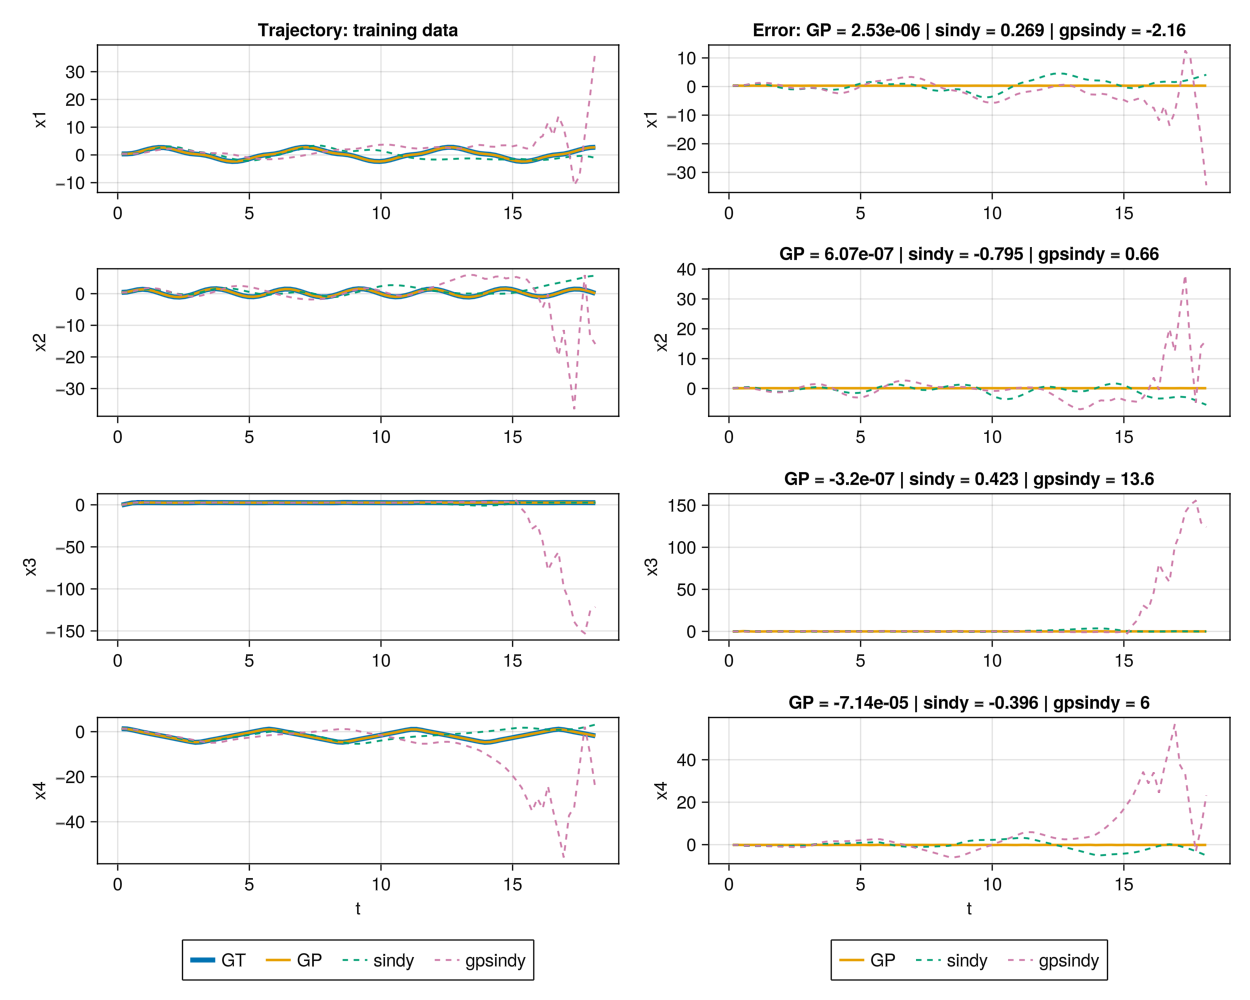 Trajectory: training data
x1
30
20
10
0
−10
0 5 10 15
Error: GP = 2.53e-06 | sindy = 0.269 | gpsindy = -2.16
x1
10
0
−10
−20
−30
0 5 10 15
x2
0
−10
−20
−30
0 5 10 15
GP = 6.07e-07 | sindy = -0.795 | gpsindy = 0.66
x2
40
30
20
10
0
0 5 10 15
x3
0
−50
−100
−150
0 5 10 15
GP = -3.2e-07 | sindy = 0.423 | gpsindy = 13.6
x3
150
100
50
0
0 5 10 15
x4
0
−20
−40
0 5 10 15
t
GP = -7.14e-05 | sindy = -0.396 | gpsindy = 6
x4
40
20
0
0 5 10 15
t
GT GP sindy gpsindy
GP sindy gpsindy